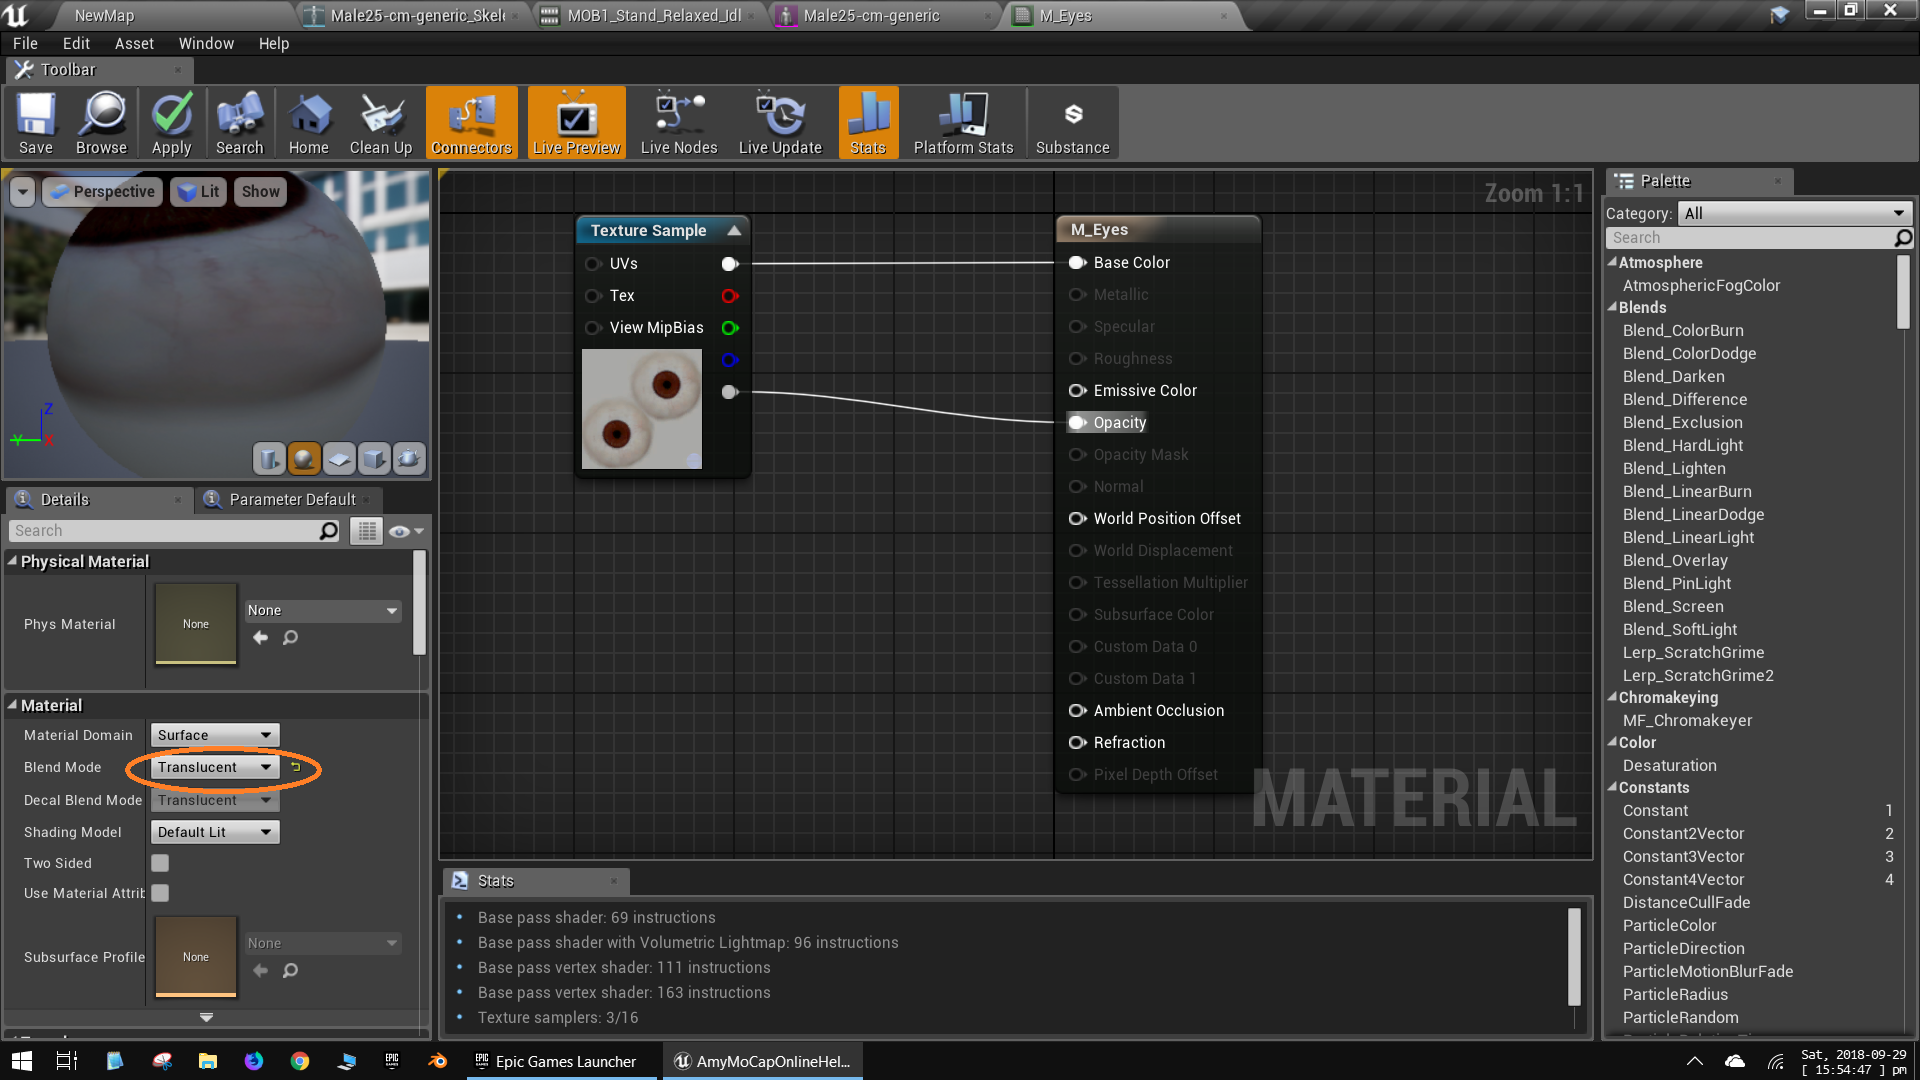 NewMap
Male25-cm-generic_Skele
MOB1_Stand_Relaxed_Idl
Male25-cm-generic
M_Eyes
File Edit Asset Window Help
Toolbar
Save Browse Apply Search Home Clean Up Connectors Live Preview Live Nodes Live Update Stats Platform Stats Substance
Perspective Lit Show
Z
Y
X
Details
Parameter Default
Search
Physical Material
Phys Material
None
None
Material
Material Domain Surface
Blend Mode Translucent
Decal Blend Mode Translucent
Shading Model Default Lit
Two Sided
Use Material Attrib
Subsurface Profile
None
None
Zoom 1:1
Texture Sample
UVs
Tex
View MipBias
M_Eyes
Base Color
Metallic
Specular
Roughness
Emissive Color
Opacity
Opacity Mask
Normal
World Position Offset
World Displacement
Tessellation Multiplier
Subsurface Color
Custom Data 0
Custom Data 1
Ambient Occlusion
Refraction
Pixel Depth Offset
MATERIAL
Stats
Base pass shader: 69 instructions
Base pass shader with Volumetric Lightmap: 96 instructions
Base pass vertex shader: 111 instructions
Base pass vertex shader: 163 instructions
Texture samplers: 3/16
Palette
Category: All
Search
Atmosphere
AtmosphericFogColor
Blends
Blend_ColorBurn
Blend_ColorDodge
Blend_Darken
Blend_Difference
Blend_Exclusion
Blend_HardLight
Blend_Lighten
Blend_LinearBurn
Blend_LinearDodge
Blend_LinearLight
Blend_Overlay
Blend_PinLight
Blend_Screen
Blend_SoftLight
Lerp_ScratchGrime
Lerp_ScratchGrime2
Chromakeying
MF_Chromakeyer
Color
Desaturation
Constants
Constant 1
Constant2Vector 2
Constant3Vector 3
Constant4Vector 4
DistanceCullFade
ParticleColor
ParticleDirection
ParticleMotionBlurFade
ParticleRadius
ParticleRandom
Epic Games Launcher
AmyMoCapOnlineHel...
Sat, 2018-09-29
[ 15:54:47 ] pm